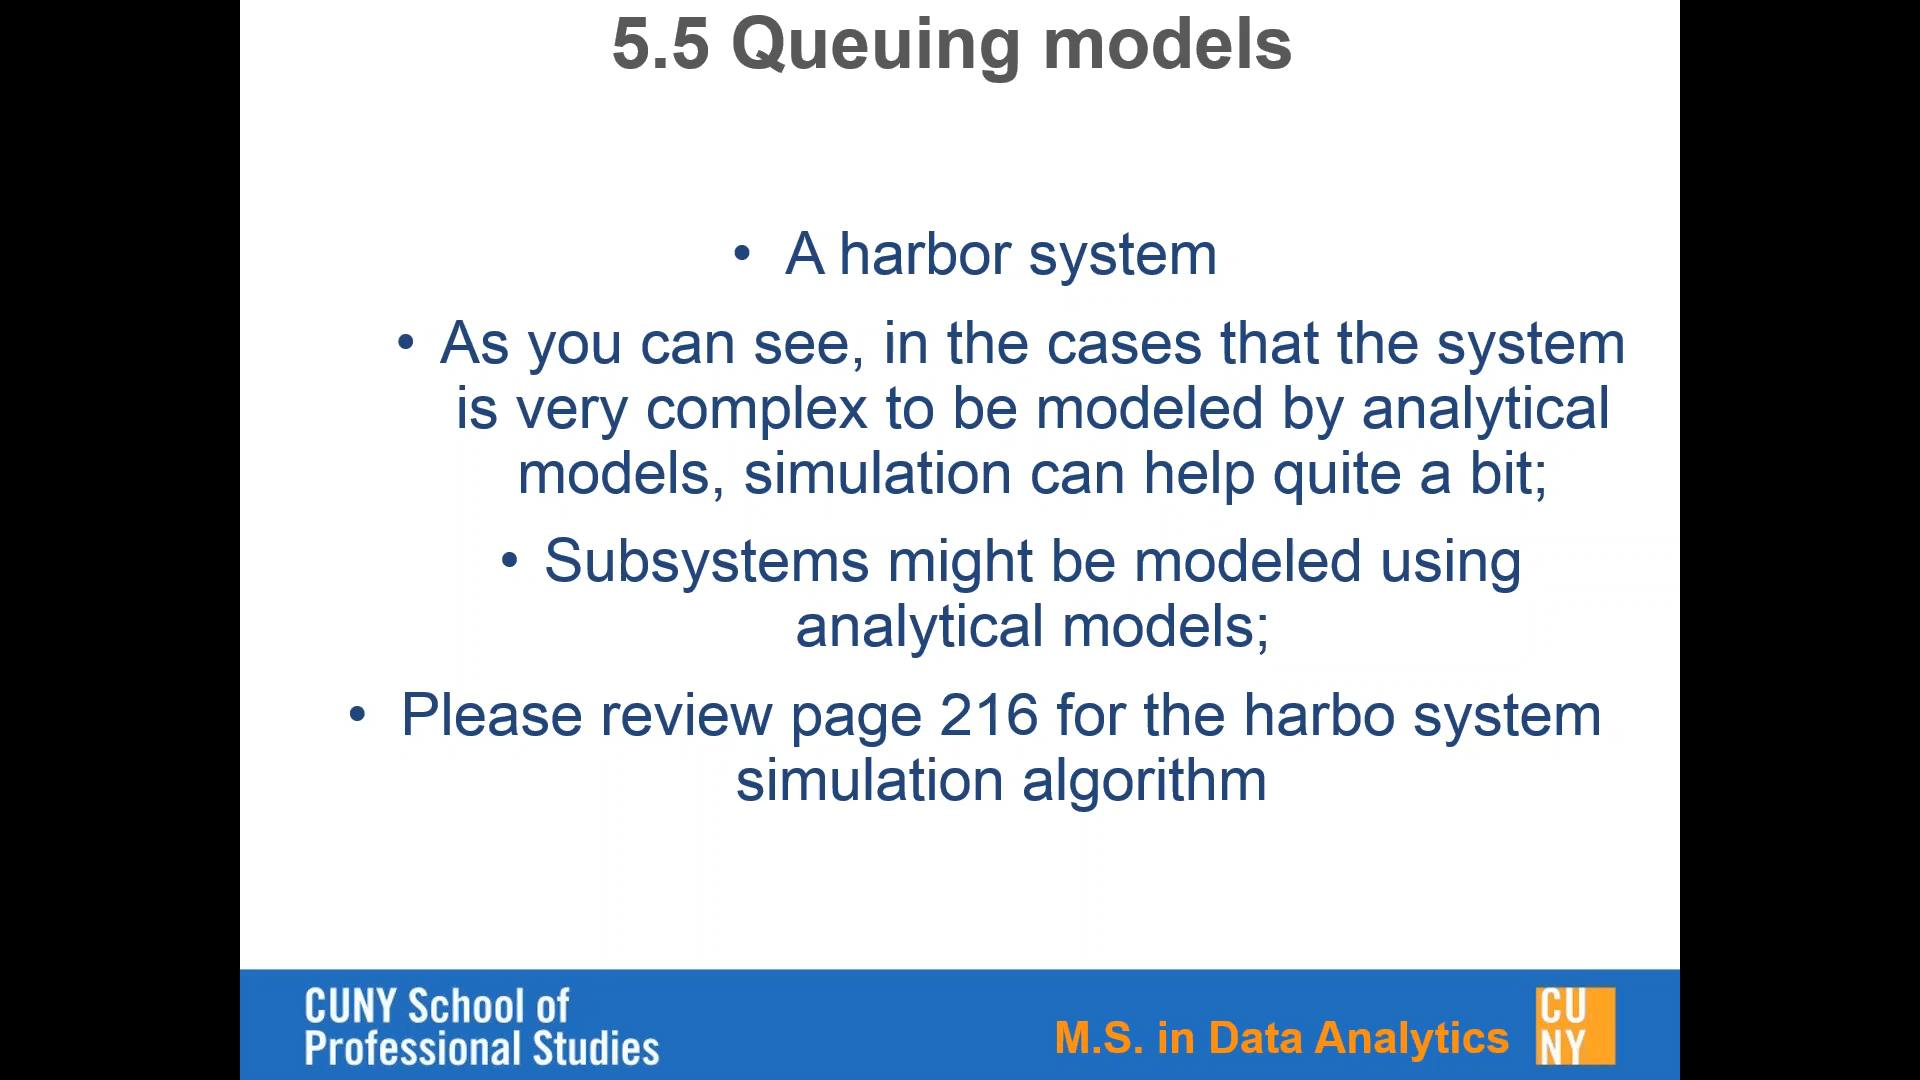 5.5 Queuing models
• A harbor system
• As you can see, in the cases that the system
is very complex to be modeled by analytical
models, simulation can help quite a bit;
• Subsystems might be modeled using
analytical models;
• Please review page 216 for the harbo system
simulation algorithm
CUNY School of
Professional Studies
M.S. in Data Analytics
CU
NY